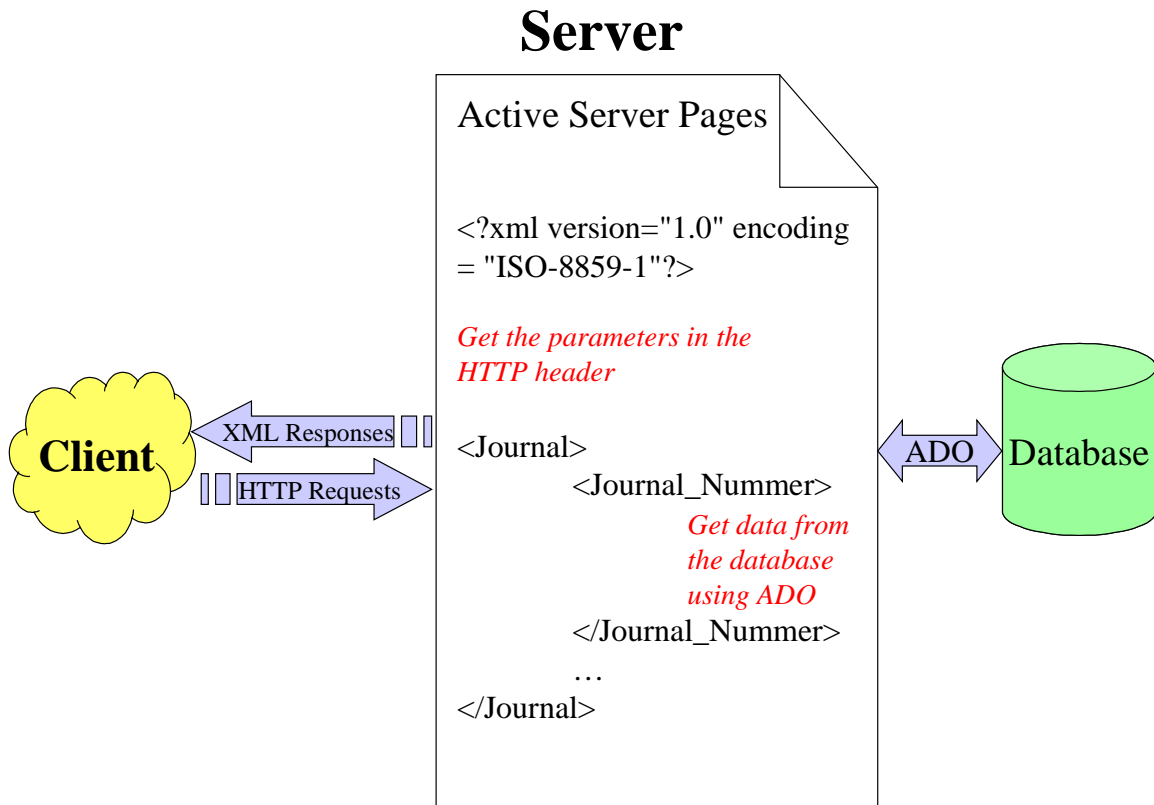 Server
Active Server Pages
<?xml version="1.0" encoding
= "ISO-8859-1"?>
Get the parameters in the
HTTP header
<Journal>
<Journal_Nummer>
Get data from
the database
using ADO
</Journal_Nummer>
…
</Journal>
Client
XML Responses
HTTP Requests
ADO
Database